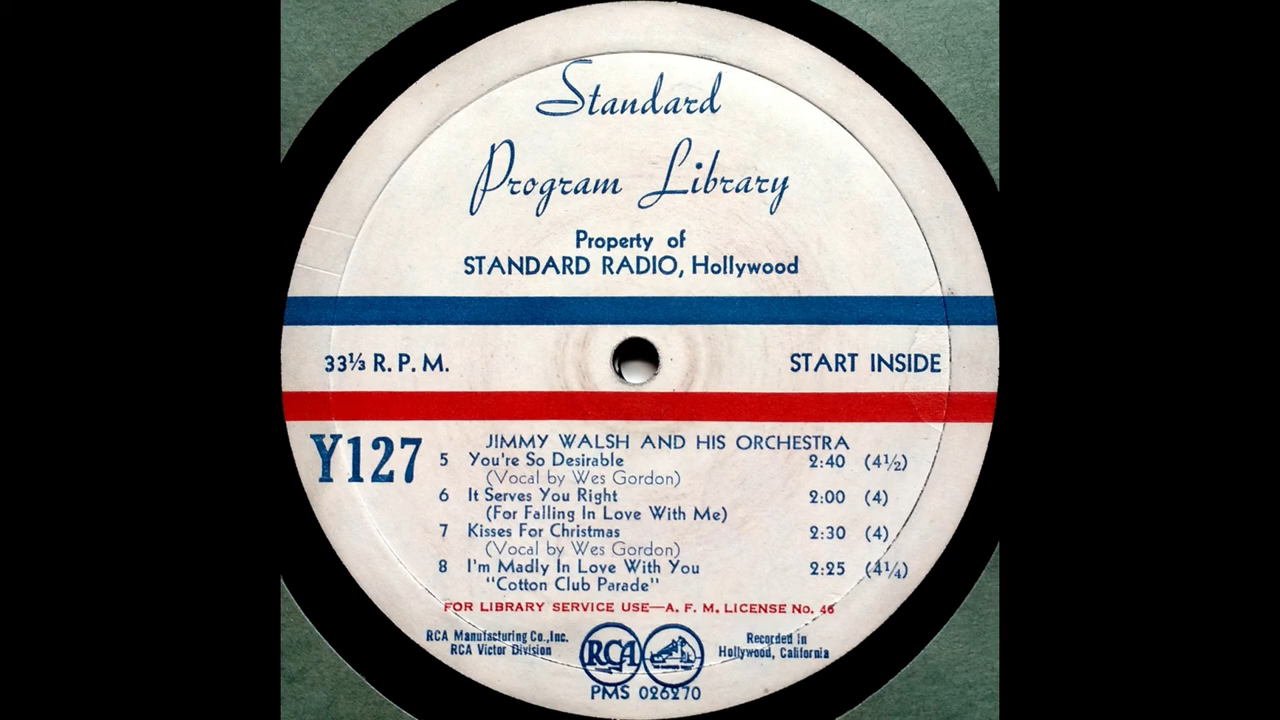 Standard
Program Library
Property of
STANDARD RADIO, Hollywood
33⅓ R. P. M.
START INSIDE
Y127
JIMMY WALSH AND HIS ORCHESTRA
5 You're So Desirable 2:40 (4½)
(Vocal by Wes Gordon)
6 It Serves You Right 2:00 (4)
(For Falling In Love With Me)
7 Kisses For Christmas 2:30 (4)
(Vocal by Wes Gordon)
8 I'm Madly In Love With You 2:25 (4¼)
"Cotton Club Parade"
FOR LIBRARY SERVICE USE—A. F. M. LICENSE No. 46
RCA Manufacturing Co., Inc.
RCA Victor Division
RCA
Recorded in
Hollywood, California
PMS 026270